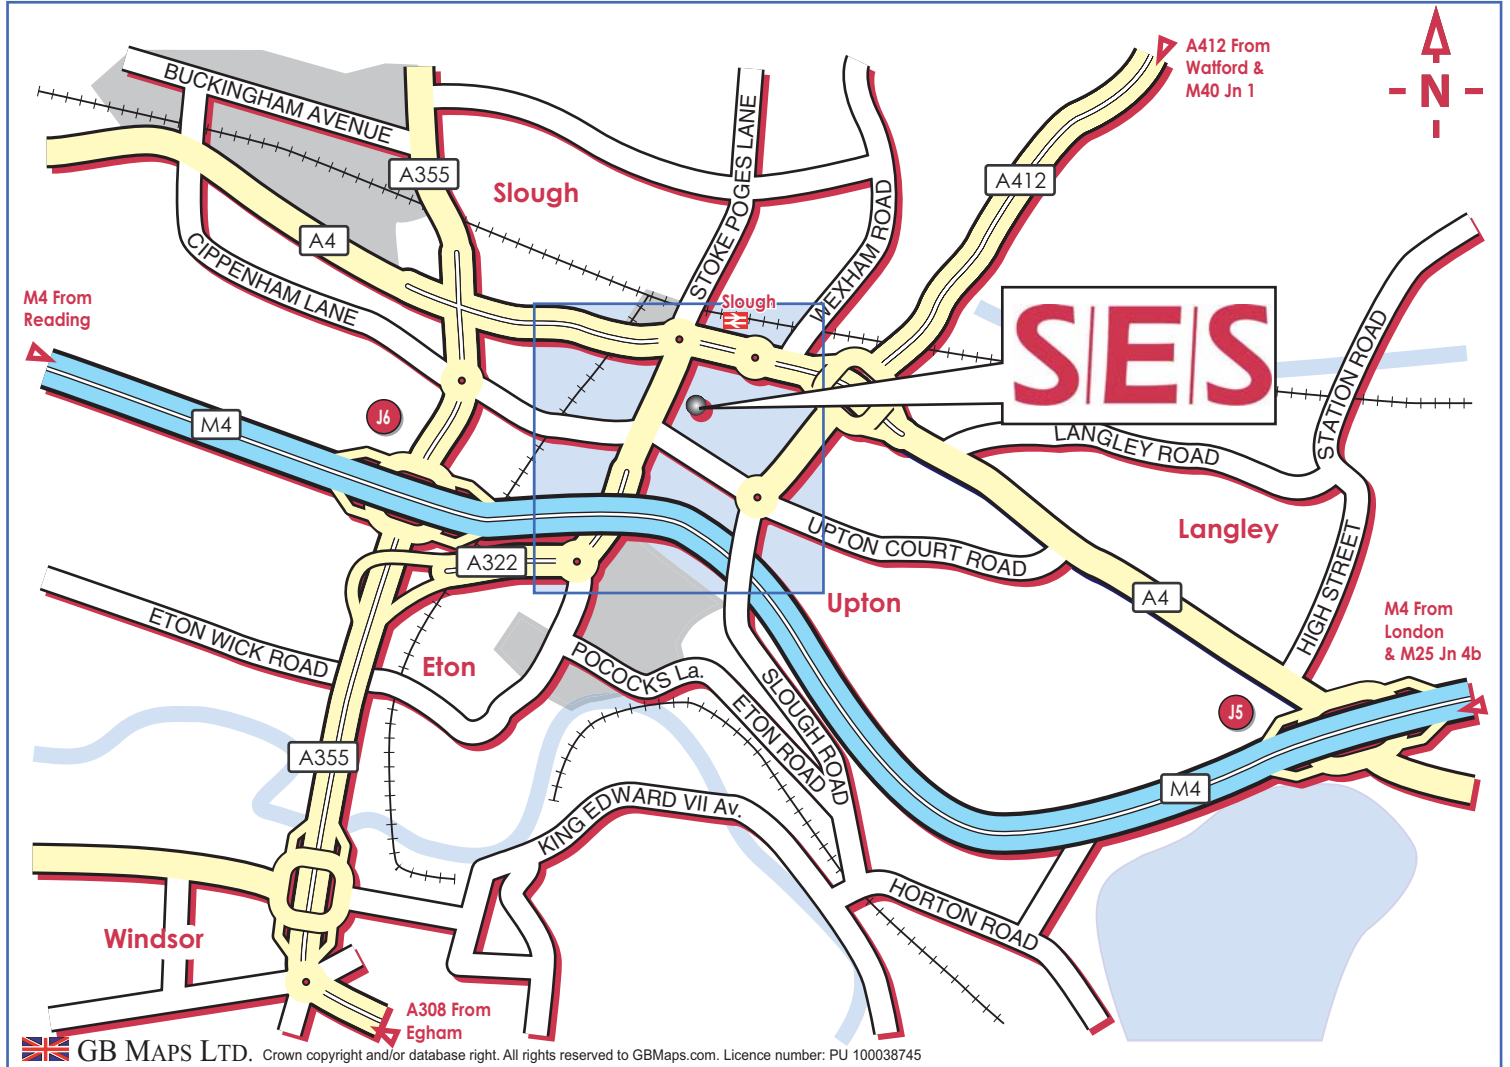 A412 From
Watford &
M40 Jn 1
N
BUCKINGHAM AVENUE
STOKE POGES LANE
A355
Slough
A412
WEXHAM ROAD
A4
CIPPENHAM LANE
M4 From
Reading
Slough
SES
STATION ROAD
J6
M4
LANGLEY ROAD
Langley
UPTON COURT ROAD
A322
HIGH STREET
A4
Upton
M4 From
London
& M25 Jn 4b
ETON WICK ROAD
Eton
POCOCKS La.
SLOUGH ROAD
ETON ROAD
J5
A355
M4
KING EDWARD VII Av.
HORTON ROAD
Windsor
A308 From
Egham
GB MAPS LTD. Crown copyright and/or database right. All rights reserved to GBMaps.com. Licence number: PU 100038745